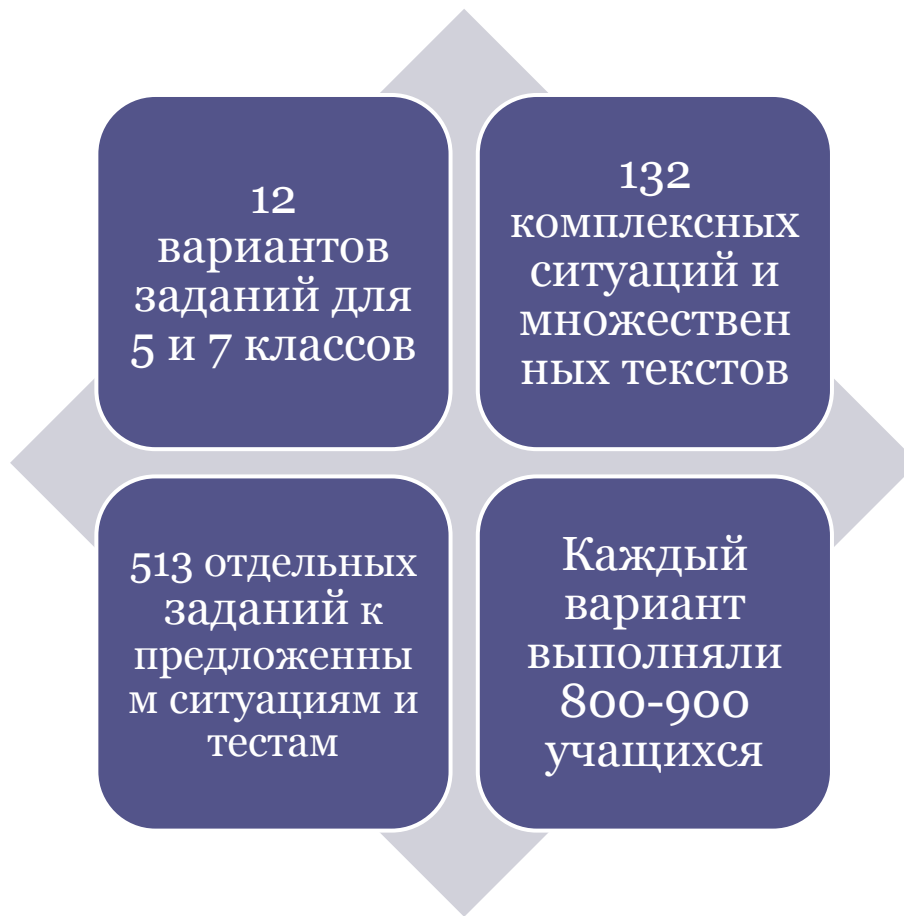 12
вариантов
заданий для
5 и 7 классов
132
комплексных
ситуаций и
множествен
ных текстов
513 отдельных
заданий к
предложенны
м ситуациям и
тестам
Каждый
вариант
выполняли
800-900
учащихся